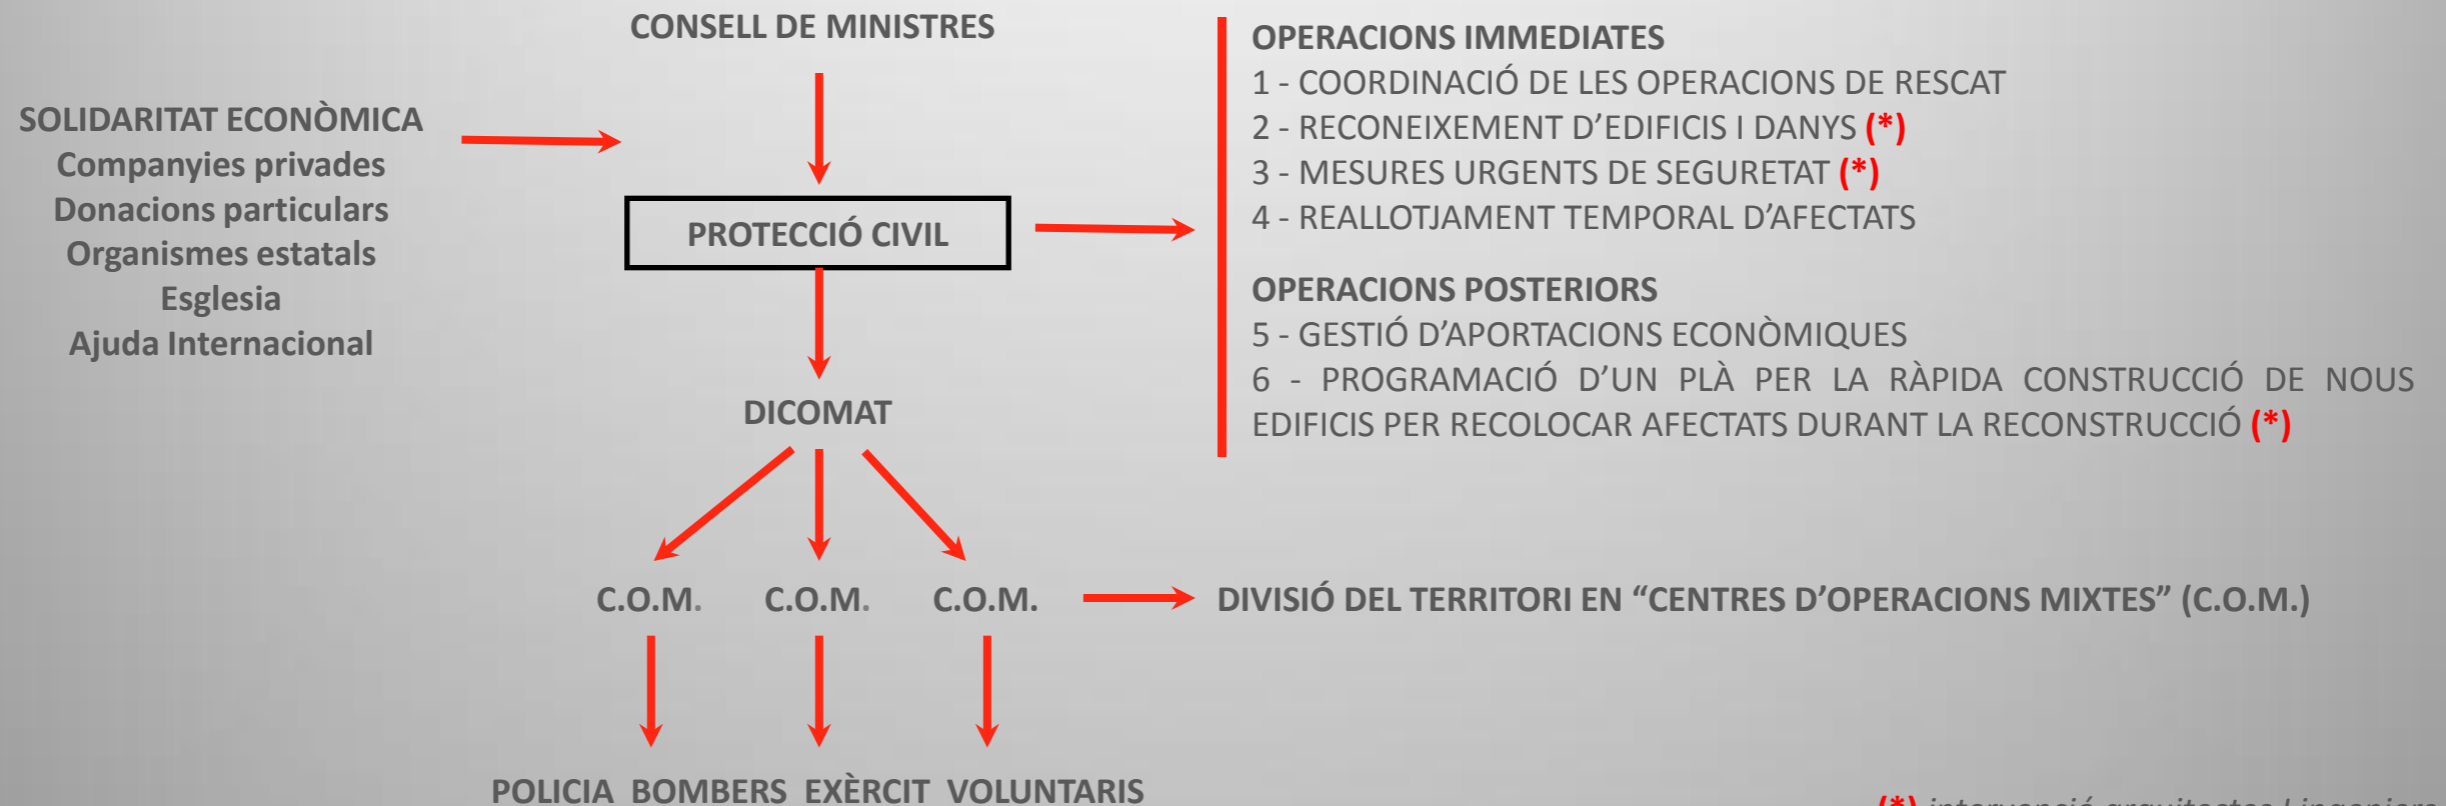 CONSELL DE MINISTRES
SOLIDARITAT ECONÒMICA
Companyies privades
Donacions particulars
Organismes estatals
Esglesia
Ajuda Internacional
PROTECCIÓ CIVIL
OPERACIONS IMMEDIATES
1 - COORDINACIÓ DE LES OPERACIONS DE RESCAT
2 - RECONEIXEMENT D’EDIFICIS I DANYS (*)
3 - MESURES URGENTS DE SEGURETAT (*)
4 - REALLOTJAMENT TEMPORAL D’AFECTATS
OPERACIONS POSTERIORS
5 - GESTIÓ D’APORTACIONS ECONÒMIQUES
6 - PROGRAMACIÓ D’UN PLÀ PER LA RÀPIDA CONSTRUCCIÓ DE NOUS
EDIFICIS PER RECOLOCAR AFECTATS DURANT LA RECONSTRUCCIÓ (*)
DICOMAT
C.O.M. C.O.M. C.O.M.
DIVISIÓ DEL TERRITORI EN “CENTRES D’OPERACIONS MIXTES” (C.O.M.)
POLICIA BOMBERS EXÈRCIT VOLUNTARIS
(*) intervenció arquitectes I ingeniers